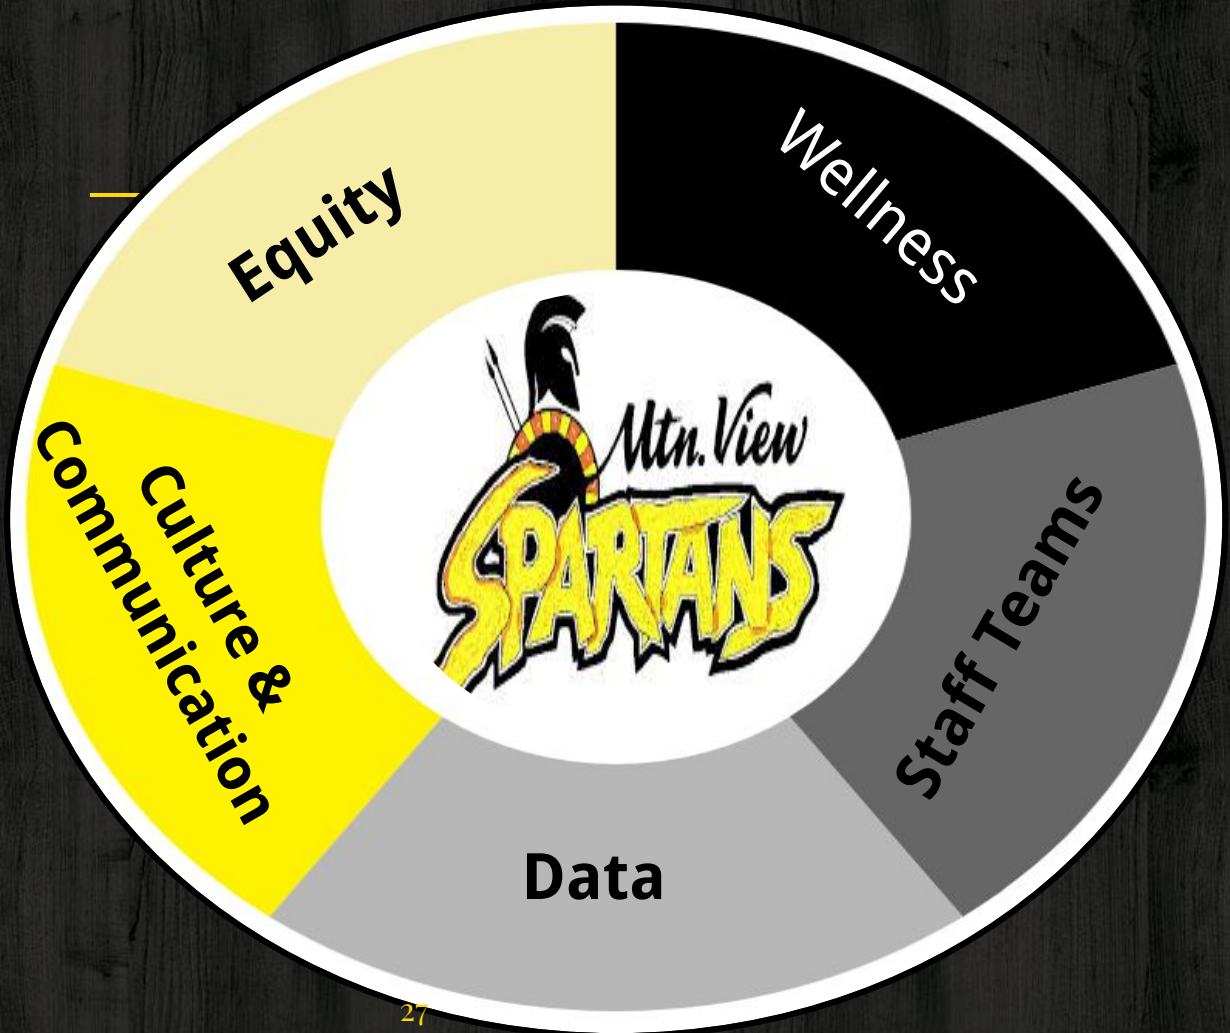 Equity
Wellness
Mtn. View
SPARTANS
Culture &
Communication
Staff Teams
Data
27